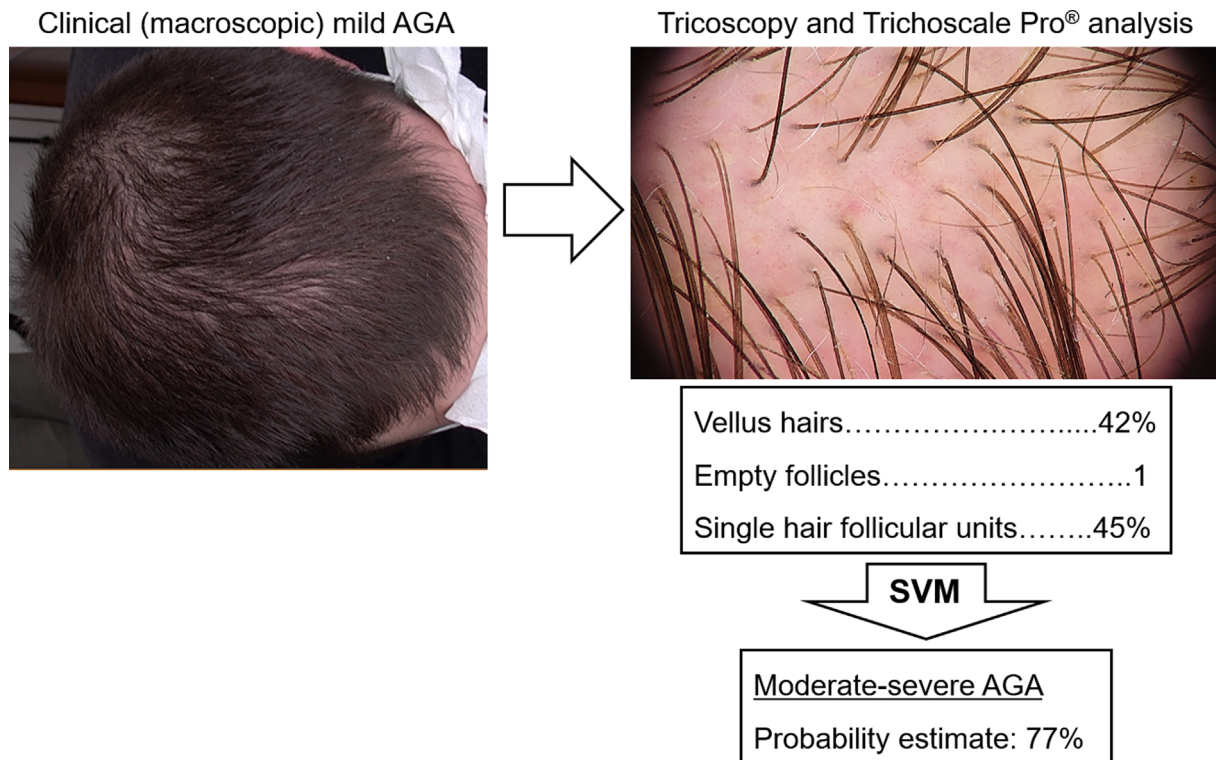 Clinical (macroscopic) mild AGA
Tricoscopy and Trichoscale Pro® analysis
Vellus hairs…………………….....42%
Empty follicles……………………..1
Single hair follicular units……..45%
SVM
Moderate-severe AGA
Probability estimate: 77%